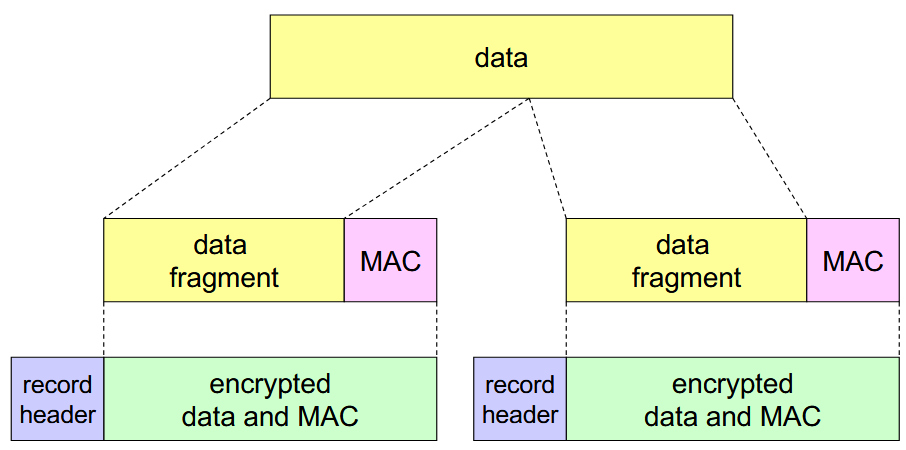 data
data
fragment
MAC
data
fragment
MAC
record
header
encrypted
data and MAC
record
header
encrypted
data and MAC